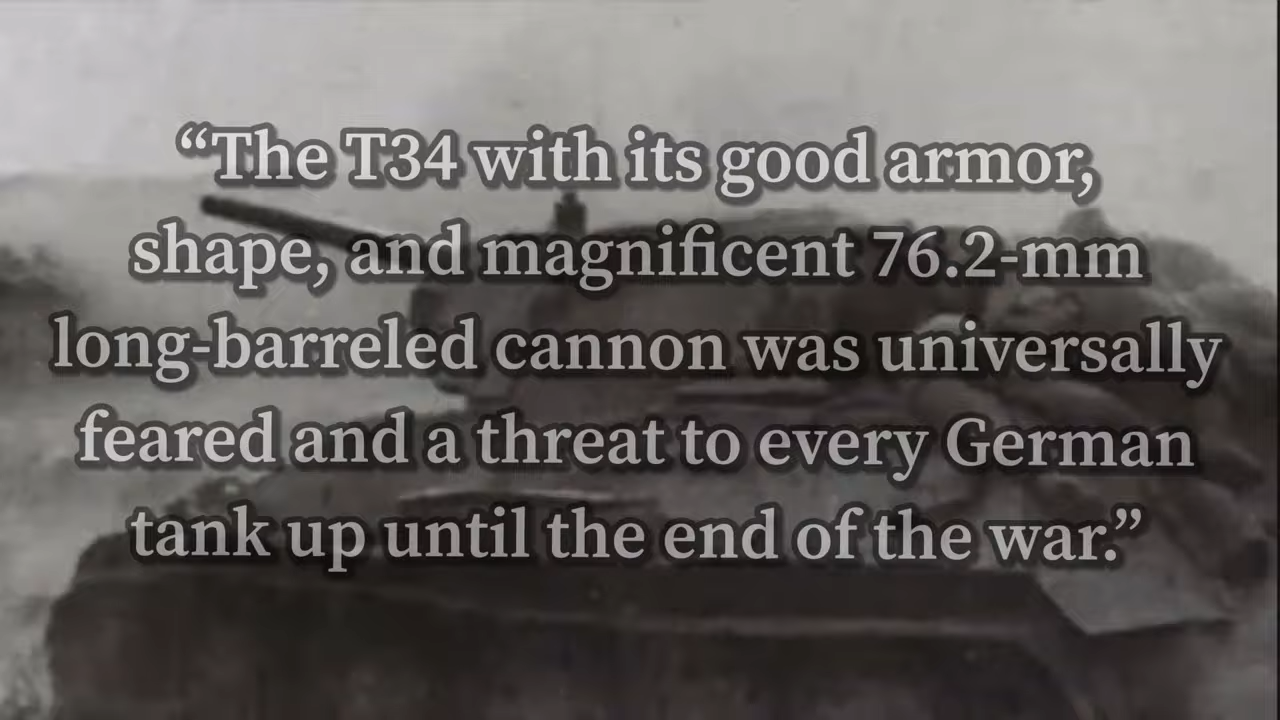 “The T34 with its good armor,
shape, and magnificent 76.2-mm
long-barreled cannon was universally
feared and a threat to every German
tank up until the end of the war.”